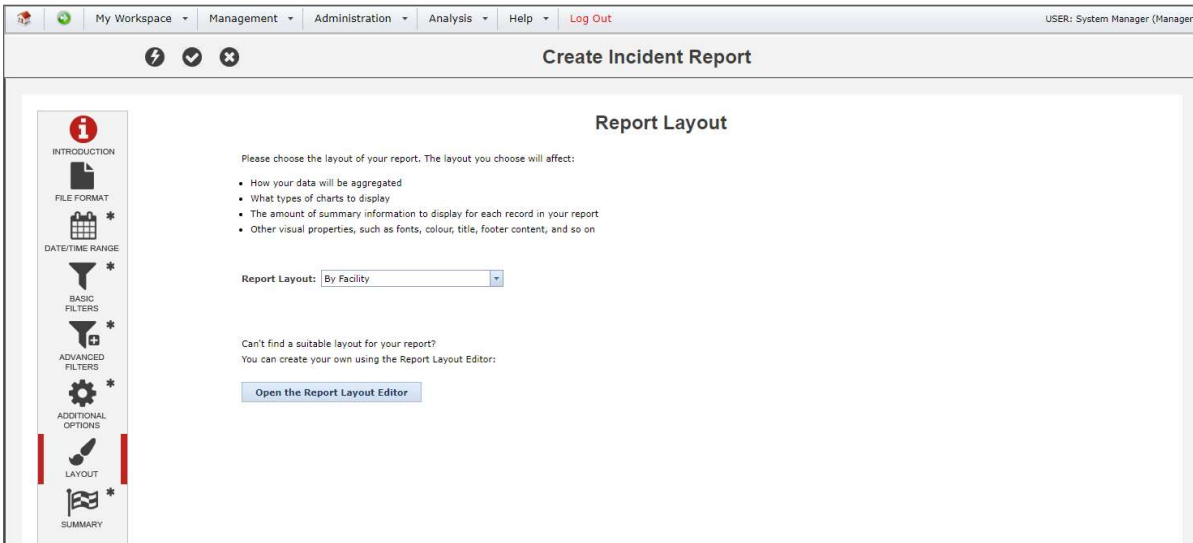 My Workspace Management Administration Analysis Help Log Out USER: System Manager (Manager
Create Incident Report
INTRODUCTION
FILE FORMAT
*
DATE/TIME RANGE
*
BASIC
FILTERS
*
ADVANCED
FILTERS
*
ADDITIONAL
OPTIONS
LAYOUT
*
SUMMARY
Report Layout
Please choose the layout of your report. The layout you choose will affect:
• How your data will be aggregated
• What types of charts to display
• The amount of summary information to display for each record in your report
• Other visual properties, such as fonts, colour, title, footer content, and so on
Report Layout: By Facility
Can't find a suitable layout for your report?
You can create your own using the Report Layout Editor:
Open the Report Layout Editor